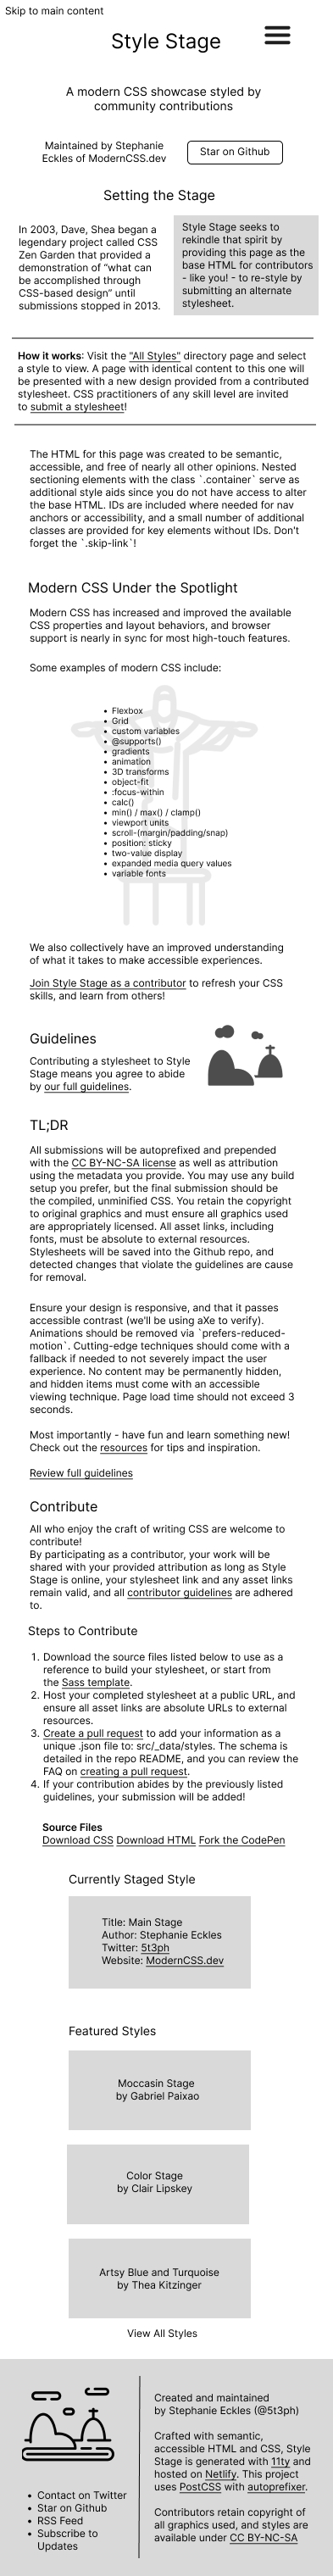 Skip to main content
Style Stage
A modern CSS showcase styled by
community contributions
Maintained by Stephanie
Eckles of ModernCSS.dev
Star on Github
Setting the Stage
In 2003, Dave, Shea began a
legendary project called CSS
Zen Garden that provided a
demonstration of “what can
be accomplished through
CSS-based design” until
submissions stopped in 2013.
Style Stage seeks to
rekindle that spirit by
providing this page as the
base HTML for contributors
- like you! - to re-style by
submitting an alternate
stylesheet.
How it works: Visit the "All Styles" directory page and select
a style to view. A page with identical content to this one will
be presented with a new design provided from a contributed
stylesheet. CSS practitioners of any skill level are invited
to submit a stylesheet!
The HTML for this page was created to be semantic,
accessible, and free of nearly all other opinions. Nested
sectioning elements with the class `.container` serve as
additional style aids since you do not have access to alter
the base HTML. IDs are included where needed for nav
anchors or accessibility, and a small number of additional
classes are provided for key elements without IDs. Don't
forget the `.skip-link`!
Modern CSS Under the Spotlight
Modern CSS has increased and improved the available
CSS properties and layout behaviors, and browser
support is nearly in sync for most high-touch features.
Some examples of modern CSS include:
• Flexbox
• Grid
• custom variables
• @supports()
• gradients
• animation
• 3D transforms
• object-fit
• :focus-within
• calc()
• min() / max() / clamp()
• viewport units
• scroll-(margin/padding/snap)
• position: sticky
• two-value display
• expanded media query values
• variable fonts
We also collectively have an improved understanding
of what it takes to make accessible experiences.
Join Style Stage as a contributor to refresh your CSS
skills, and learn from others!
Guidelines
Contributing a stylesheet to Style
Stage means you agree to abide
by our full guidelines.
TL;DR
All submissions will be autoprefixed and prepended
with the CC BY-NC-SA license as well as attribution
using the metadata you provide. You may use any build
setup you prefer, but the final submission should be
the compiled, unminified CSS. You retain the copyright
to original graphics and must ensure all graphics used
are appropriately licensed. All asset links, including
fonts, must be absolute to external resources.
Stylesheets will be saved into the Github repo, and
detected changes that violate the guidelines are cause
for removal.
Ensure your design is responsive, and that it passes
accessible contrast (we'll be using aXe to verify).
Animations should be removed via `prefers-reduced-
motion`. Cutting-edge techniques should come with a
fallback if needed to not severely impact the user
experience. No content may be permanently hidden,
and hidden items must come with an accessible
viewing technique. Page load time should not exceed 3
seconds.
Most importantly - have fun and learn something new!
Check out the resources for tips and inspiration.
Review full guidelines
Contribute
All who enjoy the craft of writing CSS are welcome to
contribute!
By participating as a contributor, your work will be
shared with your provided attribution as long as Style
Stage is online, your stylesheet link and any asset links
remain valid, and all contributor guidelines are adhered
to.
Steps to Contribute
1. Download the source files listed below to use as a
reference to build your stylesheet, or start from
the Sass template.
2. Host your completed stylesheet at a public URL, and
ensure all asset links are absolute URLs to external
resources.
3. Create a pull request to add your information as a
unique .json file to: src/_data/styles. The schema is
detailed in the repo README, and you can review the
FAQ on creating a pull request.
4. If your contribution abides by the previously listed
guidelines, your submission will be added!
Source Files
Download CSS Download HTML Fork the CodePen
Currently Staged Style
Title: Main Stage
Author: Stephanie Eckles
Twitter: 5t3ph
Website: ModernCSS.dev
Featured Styles
Moccasin Stage
by Gabriel Paixao
Color Stage
by Clair Lipskey
Artsy Blue and Turquoise
by Thea Kitzinger
View All Styles
• Contact on Twitter
• Star on Github
• RSS Feed
• Subscribe to
Updates
Created and maintained
by Stephanie Eckles (@5t3ph)
Crafted with semantic,
accessible HTML and CSS, Style
Stage is generated with 11ty and
hosted on Netlify. This project
uses PostCSS with autoprefixer.
Contributors retain copyright of
all graphics used, and styles are
available under CC BY-NC-SA